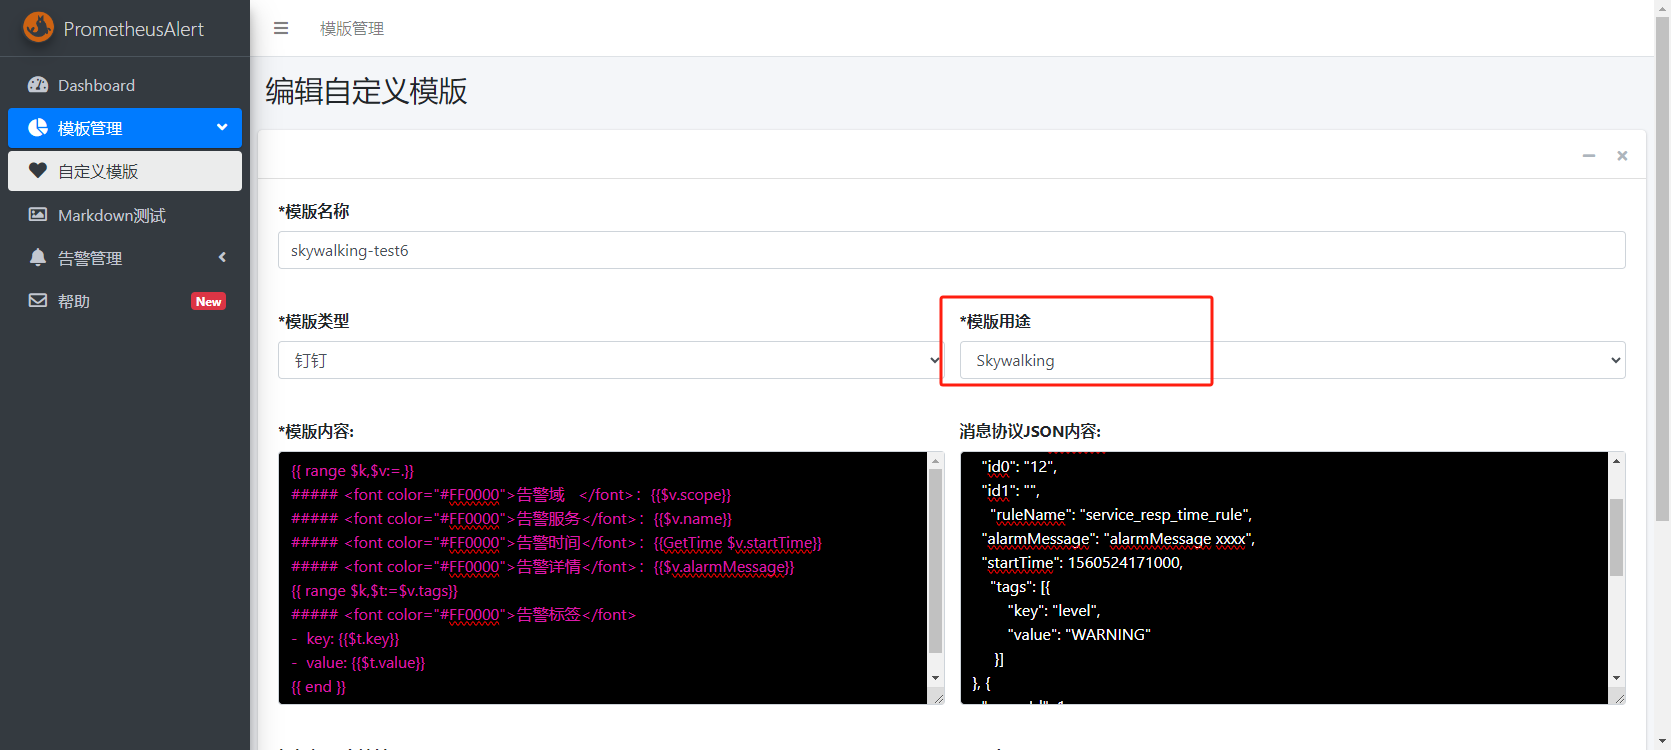 PrometheusAlert
模版管理
Dashboard
模板管理
自定义模版
Markdown测试
告警管理
帮助 New
编辑自定义模版
*模版名称
skywalking-test6
*模版类型
钉钉
*模版用途
Skywalking
*模版内容:
{{ range $k,$v:=.}}
##### <font color="#FF0000">告警域 </font>: {{$v.scope}}
##### <font color="#FF0000">告警服务</font>: {{$v.name}}
##### <font color="#FF0000">告警时间</font>: {{GetTime $v.startTime}}
##### <font color="#FF0000">告警详情</font>: {{$v.alarmMessage}}
{{ range $k,$t:=$v.tags}}
##### <font color="#FF0000">告警标签</font>
- key: {{$t.key}}
- value: {{$t.value}}
{{ end }}
消息协议JSON内容:
"id0": "12",
"id1": "",
"ruleName": "service_resp_time_rule",
"alarmMessage": "alarmMessage xxxx",
"startTime": 1560524171000,
"tags": [{
"key": "level",
"value": "WARNING"
}]
}, {